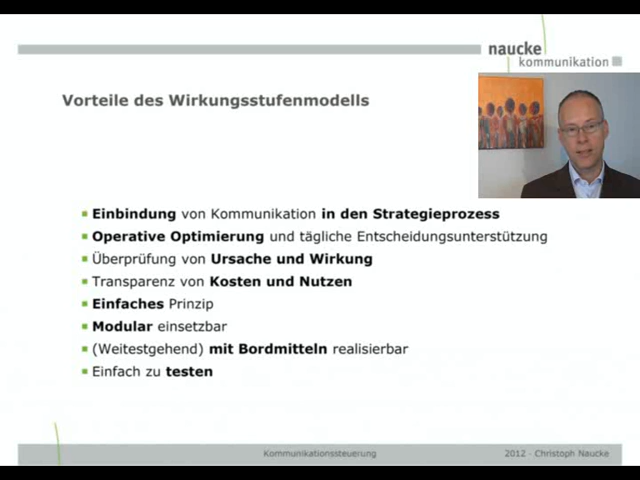 naucke
kommunikation
Vorteile des Wirkungsstufenmodells
Einbindung von Kommunikation in den Strategieprozess
Operative Optimierung und tägliche Entscheidungsunterstützung
Überprüfung von Ursache und Wirkung
Transparenz von Kosten und Nutzen
Einfaches Prinzip
Modular einsetzbar
(Weitestgehend) mit Bordmitteln realisierbar
Einfach zu testen
Kommunikationssteuerung
2012 - Christoph Naucke